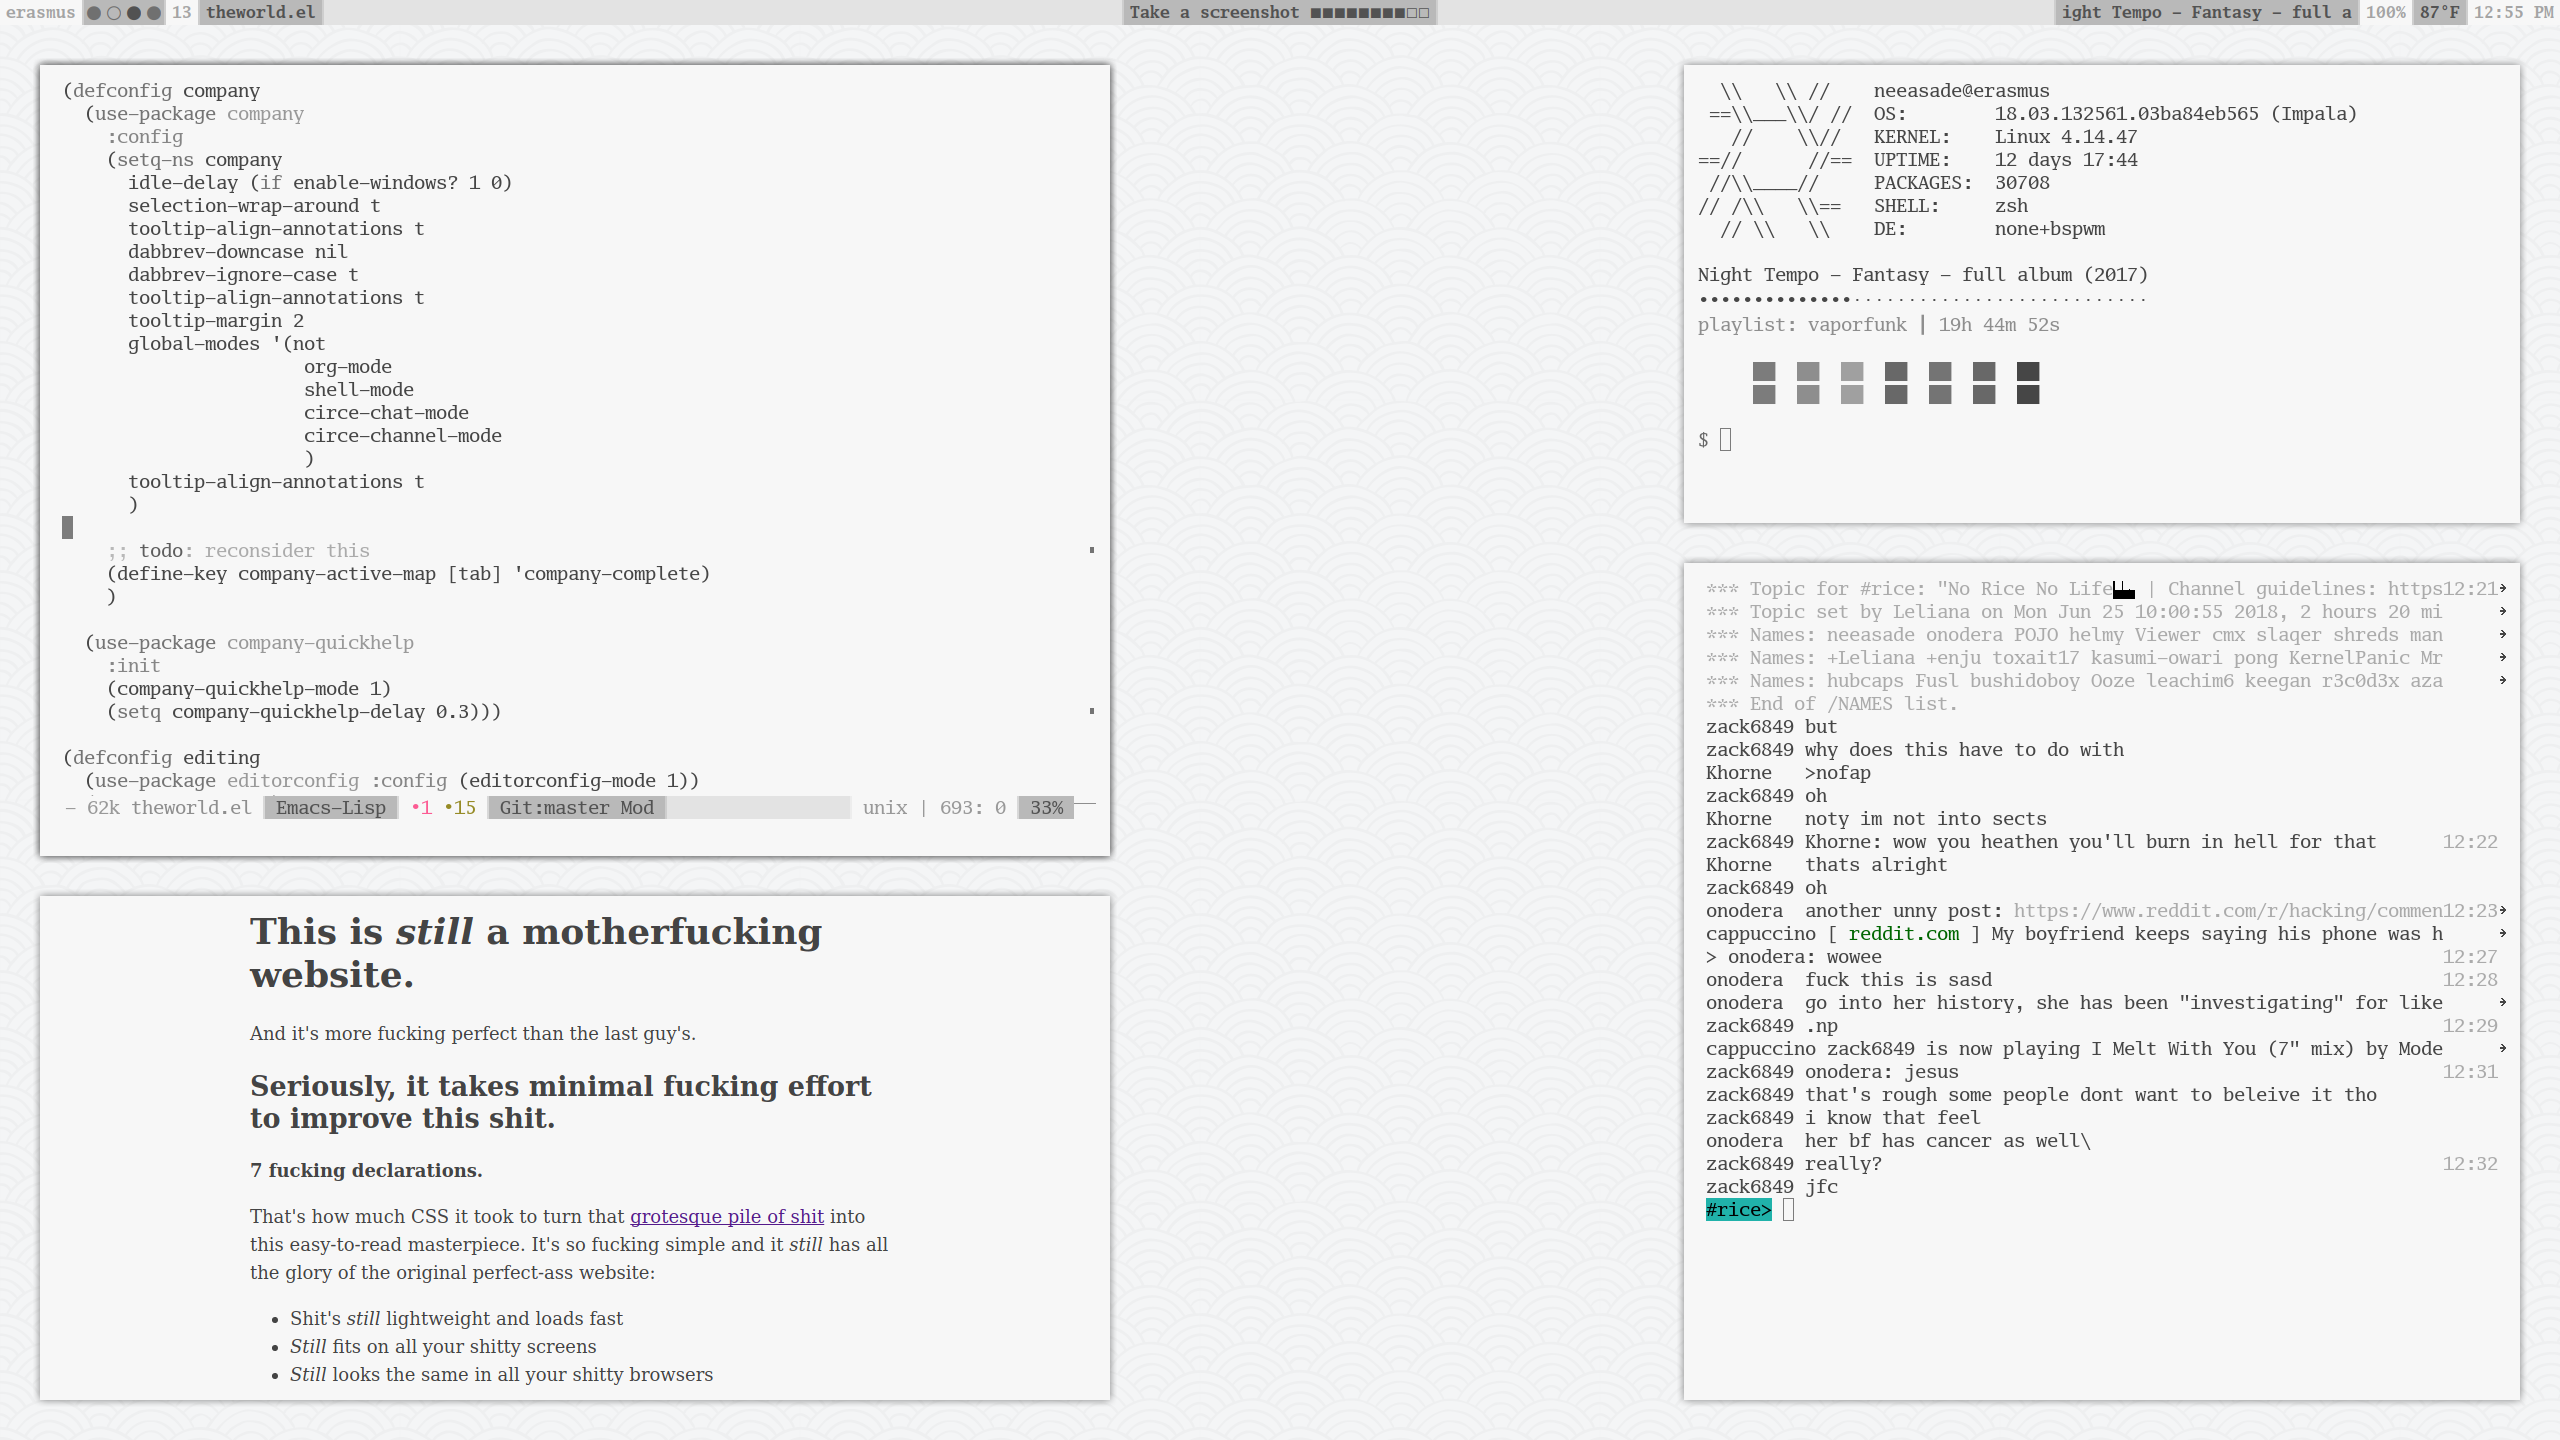 erasmus ● ○ ● ● 13 theworld.el
Take a screenshot ■■■■■■■■□□
ight Tempo – Fantasy – full a 100% 87°F 12:55 PM
(defconfig company
  (use-package company
    :config
    (setq-ns company
      idle-delay (if enable-windows? 1 0)
      selection-wrap-around t
      tooltip-align-annotations t
      dabbrev-downcase nil
      dabbrev-ignore-case t
      tooltip-align-annotations t
      tooltip-margin 2
      global-modes '(not
                      org-mode
                      shell-mode
                      circe-chat-mode
                      circe-channel-mode
                      )
      tooltip-align-annotations t
      )
    ;; todo: reconsider this
    (define-key company-active-map [tab] 'company-complete)
    )
  (use-package company-quickhelp
    :init
    (company-quickhelp-mode 1)
    (setq company-quickhelp-delay 0.3)))
(defconfig editing
  (use-package editorconfig :config (editorconfig-mode 1))
– 62k theworld.el Emacs-Lisp •1 •15 Git:master Mod unix | 693: 0 33%
This is still a motherfucking
website.
And it's more fucking perfect than the last guy's.
Seriously, it takes minimal fucking effort
to improve this shit.
7 fucking declarations.
That's how much CSS it took to turn that grotesque pile of shit into
this easy-to-read masterpiece. It's so fucking simple and it still has all
the glory of the original perfect-ass website:
• Shit's still lightweight and loads fast
• Still fits on all your shitty screens
• Still looks the same in all your shitty browsers
  \\   \\ //    neeasade@erasmus
 ==\\___\\/ //  OS:        18.03.132561.03ba84eb565 (Impala)
   //    \\//   KERNEL:    Linux 4.14.47
==//      //==  UPTIME:    12 days 17:44
 //\\____//     PACKAGES:  30708
// /\\   \\==   SHELL:     zsh
  // \\   \\    DE:        none+bspwm
Night Tempo – Fantasy – full album (2017)
••••••••••••••···························
playlist: vaporfunk | 19h 44m 52s
$
*** Topic for #rice: "No Rice No Life | Channel guidelines: https12:21→
*** Topic set by Leliana on Mon Jun 25 10:00:55 2018, 2 hours 20 mi →
*** Names: neeasade onodera POJO helmy Viewer cmx slaqer shreds man →
*** Names: +Leliana +enju toxait17 kasumi-owari pong KernelPanic Mr →
*** Names: hubcaps Fusl bushidoboy Ooze leachim6 keegan r3c0d3x aza →
*** End of /NAMES list.
zack6849 but
zack6849 why does this have to do with
Khorne   >nofap
zack6849 oh
Khorne   noty im not into sects
zack6849 Khorne: wow you heathen you'll burn in hell for that 12:22
Khorne   thats alright
zack6849 oh
onodera  another unny post: https://www.reddit.com/r/hacking/commen12:23→
cappuccino [ reddit.com ] My boyfriend keeps saying his phone was h →
> onodera: wowee 12:27
onodera  fuck this is sasd 12:28
onodera  go into her history, she has been "investigating" for like →
zack6849 .np 12:29
cappuccino zack6849 is now playing I Melt With You (7" mix) by Mode →
zack6849 onodera: jesus 12:31
zack6849 that's rough some people dont want to beleive it tho
zack6849 i know that feel
onodera  her bf has cancer as well\
zack6849 really? 12:32
zack6849 jfc
#rice>